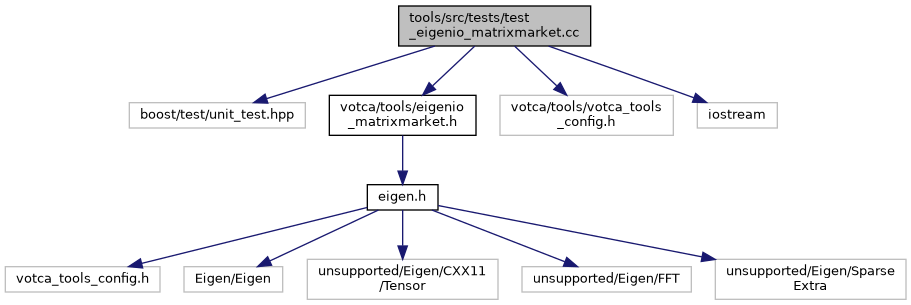 tools/src/tests/test
_eigenio_matrixmarket.cc
boost/test/unit_test.hpp
votca/tools/eigenio
_matrixmarket.h
votca/tools/votca_tools
_config.h
iostream
eigen.h
votca_tools_config.h
Eigen/Eigen
unsupported/Eigen/CXX11
/Tensor
unsupported/Eigen/FFT
unsupported/Eigen/Sparse
Extra